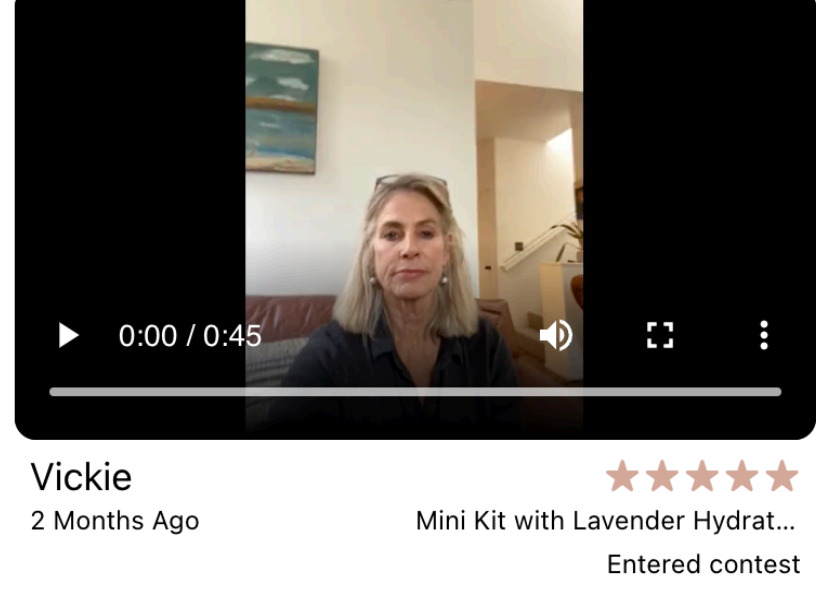 0:00 / 0:45
Vickie
2 Months Ago
Mini Kit with Lavender Hydrat...
Entered contest